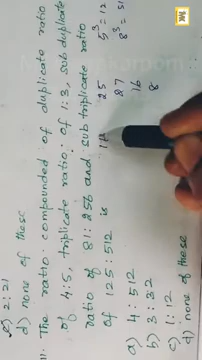 c) 2:21
d) none of these
11. The ratio compounded of duplicate ratio
of 4:5, triplicate ratio of 1:3 sub duplicate
ratio of 81:256 and sub triplicate ratio
of 125:512 is
a) 4:512
b) 3:32
c) 1:12
d) none of these
25
27
16
8